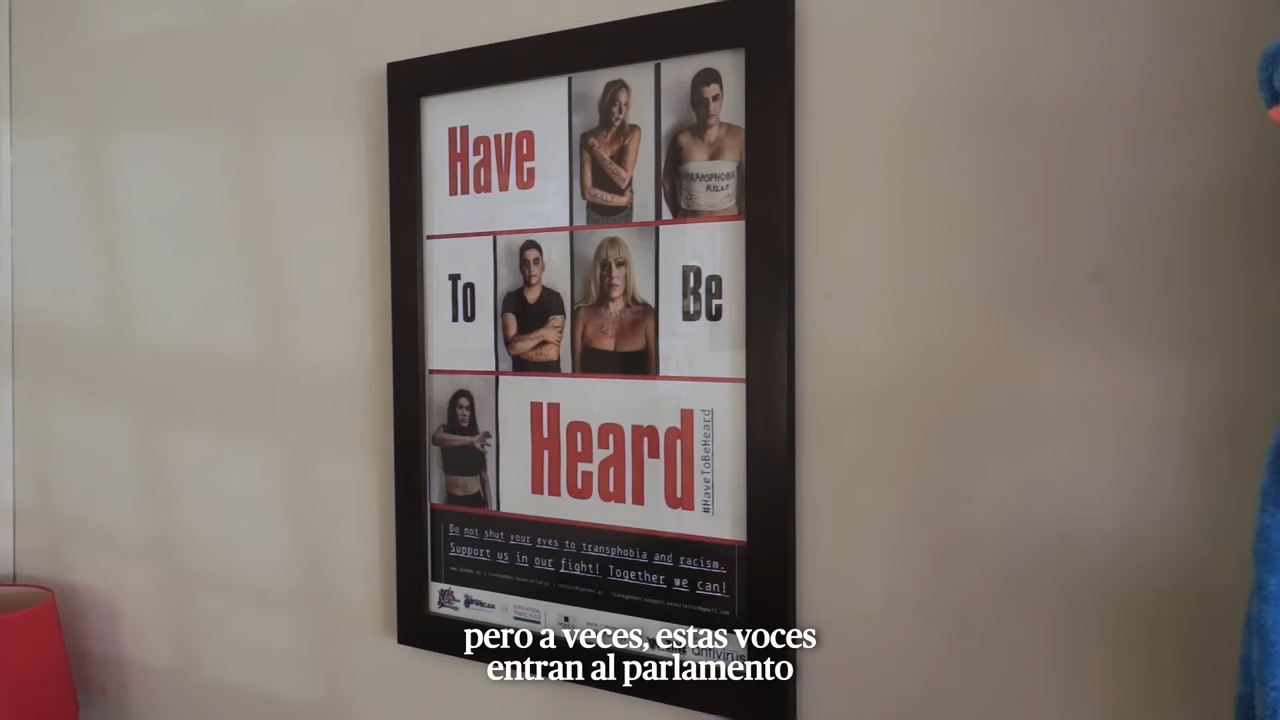 Have
TRANSPHOBIA
KILLS
To
Be
Heard
#HaveToBeHeard
Do not shut your eyes to transphobia and racism.
Support us in our fight! Together we can!
pero a veces, estas voces
entran al parlamento